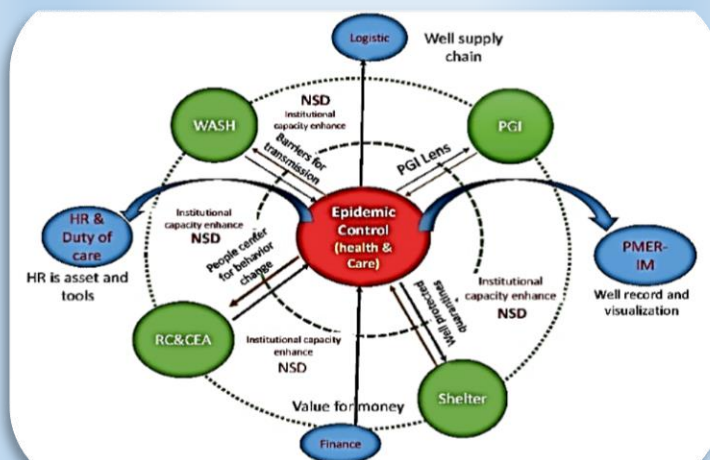 Logistic
Well supply
chain
NSD
Institutional
capacity enhance
WASH
Barriers for
transmission
PGI Lens
PGI
Epidemic
Control
(health &
Care)
HR &
Duty of
care
HR is asset and
tools
Institutional
capacity enhance
NSD
People center
for behavior
change
PMER-
IM
Well record and
visualization
Institutional
capacity enhance
NSD
Well protected
quarantines
RC&CEA
Institutional capacity
enhance
NSD
Shelter
Value for money
Finance